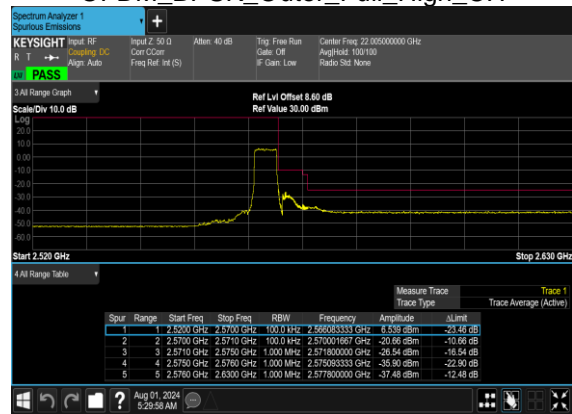 Spectrum Analyzer 1
Spurious Emissions
+
KEYSIGHT Input: RF
R T Coupling: DC
Align: Auto
LW PASS
Input Z: 50 Ω
Corr CCorr
Freq Ref: Int (S)
Atten: 40 dB
Trig: Free Run
Gate: Off
IF Gain: Low
Center Freq: 22.005000000 GHz
Avg|Hold: 100/100
Radio Std: None
3 All Range Graph
Scale/Div 10.0 dB
Ref Lvl Offset 8.60 dB
Ref Value 30.00 dBm
Log
20.0
10.0
0.00
-10.0
-20.0
-30.0
-40.0
-50.0
-60.0
Start 2.520 GHz
Stop 2.630 GHz
4 All Range Table
Measure Trace Trace 1
Trace Type Trace Average (Active)
Spur Range Start Freq Stop Freq RBW Frequency Amplitude ΔLimit
1 1 2.5200 GHz 2.5700 GHz 100.0 kHz 2.566083333 GHz 6.539 dBm -23.46 dB
2 2 2.5700 GHz 2.5710 GHz 100.0 kHz 2.570001667 GHz -20.66 dBm -10.66 dB
3 3 2.5710 GHz 2.5750 GHz 1.000 MHz 2.571800000 GHz -26.54 dBm -16.54 dB
4 4 2.5750 GHz 2.5760 GHz 1.000 MHz 2.575093333 GHz -35.90 dBm -22.90 dB
5 5 2.5760 GHz 2.6300 GHz 1.000 MHz 2.577800000 GHz -37.48 dBm -12.48 dB
?
Aug 01, 2024
5:29:58 AM